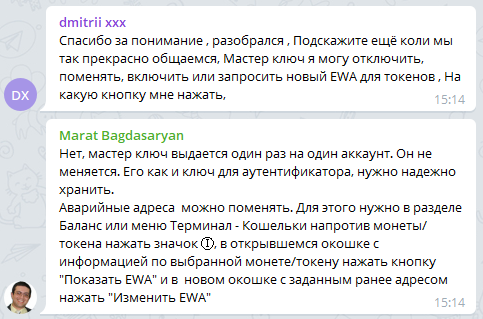 dmitrii xxx
Спасибо за понимание , разобрался , Подскажите ещё коли мы
так прекрасно общаемся, Мастер ключ я могу отключить,
поменять, включить или запросить новый EWA для токенов , На
какую кнопку мне нажать,
15:14
DX
Marat Bagdasaryan
Нет, мастер ключ выдается один раз на один аккаунт. Он не
меняется. Его как и ключ для аутентификатора, нужно надежно
хранить.
Аварийные адреса  можно поменять. Для этого нужно в разделе
Баланс или меню Терминал - Кошельки напротив монеты/
токена нажать значок ⓘ, в открывшемся окошке с
информацией по выбранной монете/токену нажать кнопку
"Показать EWA" и в  новом окошке с заданным ранее адресом
нажать "Изменить EWA"
15:14